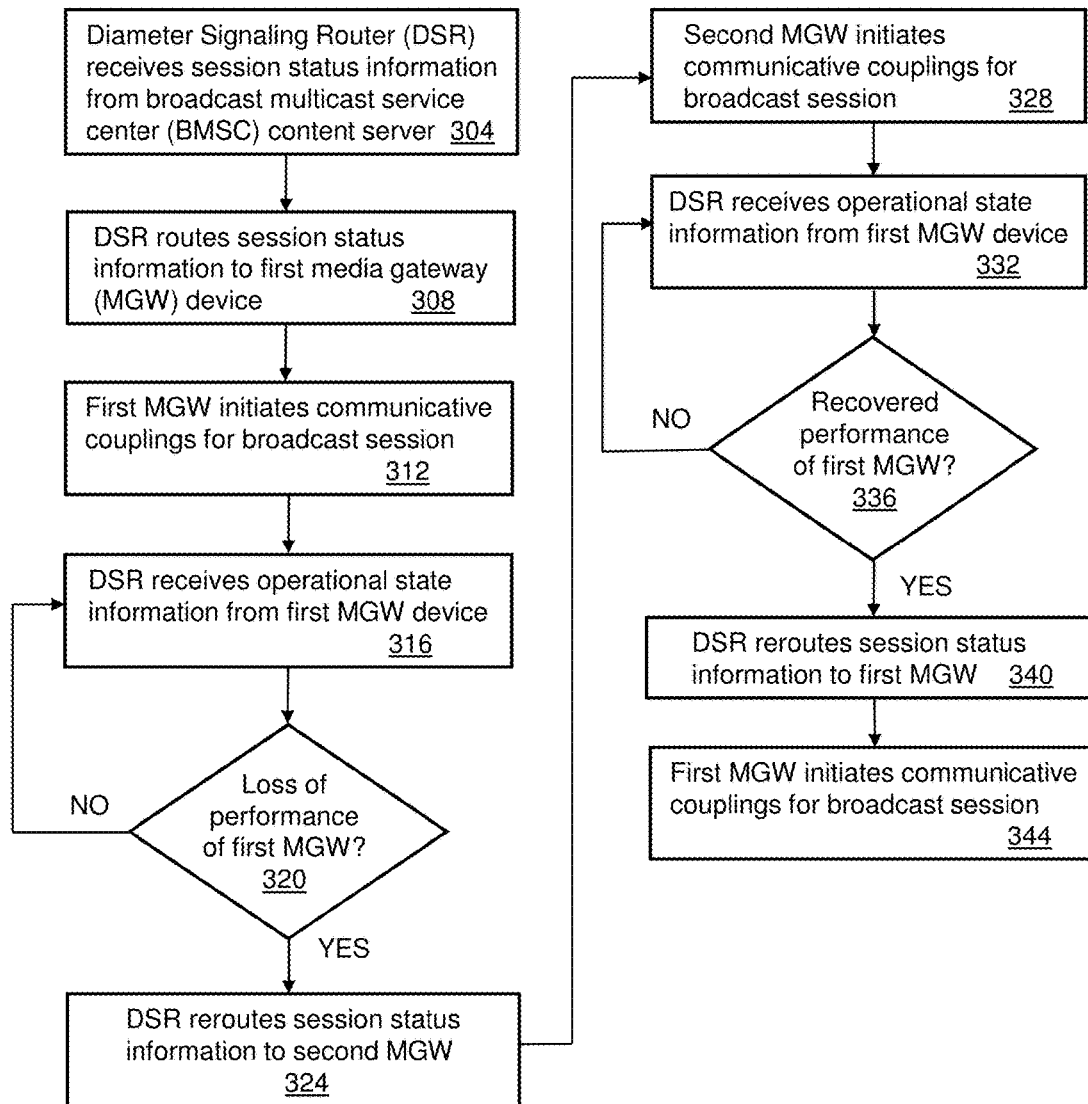 Diameter Signaling Router (DSR)
receives session status information
from broadcast multicast service
center (BMSC) content server 304
DSR routes session status
information to first media gateway
(MGW) device 308
First MGW initiates communicative
couplings for broadcast session
312
DSR receives operational state
information from first MGW device
316
NO
Loss of
performance
of first MGW?
320
YES
DSR reroutes session status
information to second MGW
324
Second MGW initiates
communicative couplings for
broadcast session 328
DSR receives operational state
information from first MGW device
332
NO
Recovered
performance
of first MGW?
336
YES
DSR reroutes session status
information to first MGW 340
First MGW initiates communicative
couplings for broadcast session
344